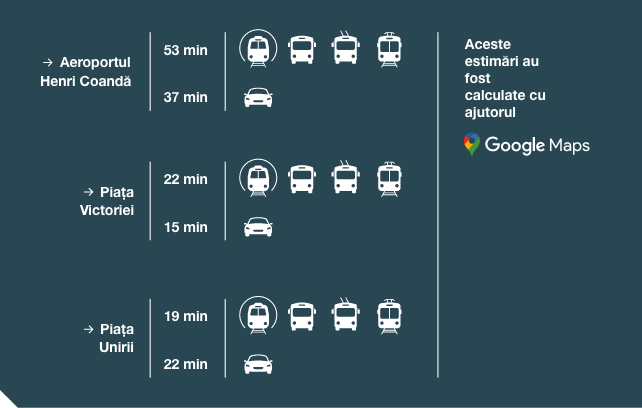 → Aeroportul
Henri Coandă
53 min
37 min
→ Piața
Victoriei
22 min
15 min
→ Piața
Unirii
19 min
22 min
Aceste
estimări au
fost
calculate cu
ajutorul
Google Maps